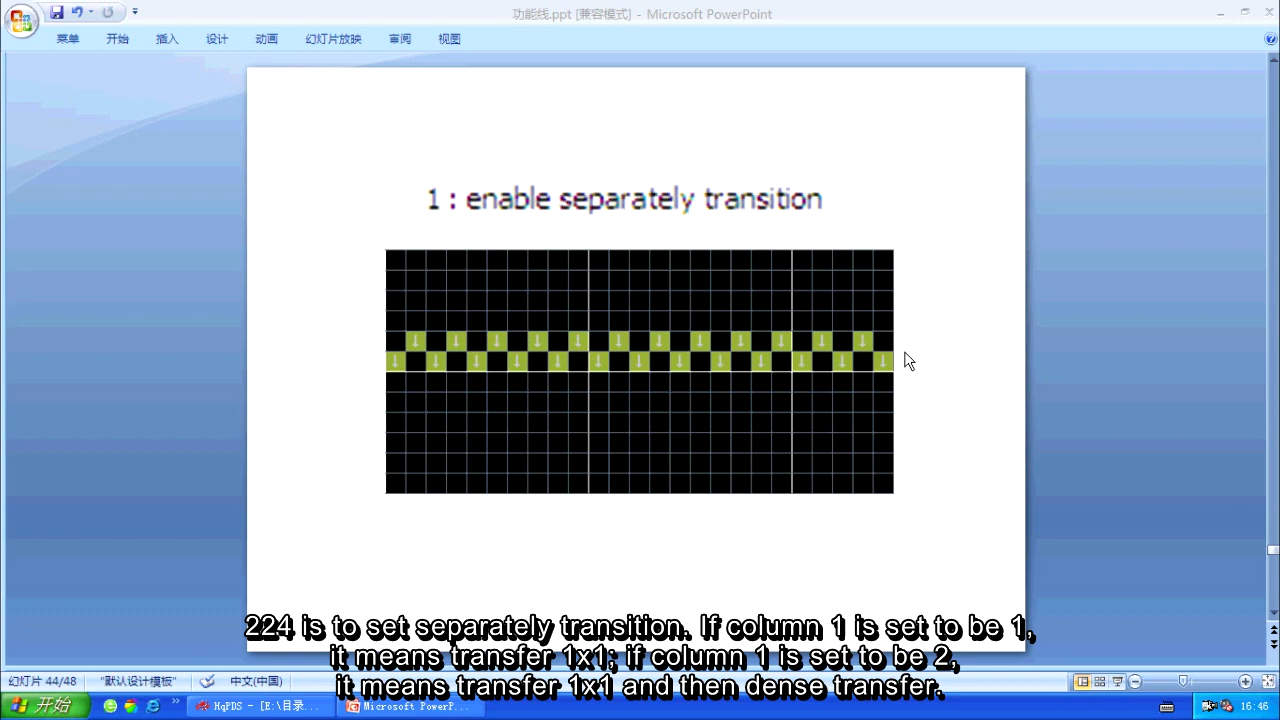 功能线.ppt [兼容模式] - Microsoft PowerPoint
菜单 开始 插入 设计 动画 幻灯片放映 审阅 视图
1 : enable separately transition
224 is to set separately transition. If column 1 is set to be 1,
it means transfer 1x1; if column 1 is set to be 2,
it means transfer 1x1 and then dense transfer.
幻灯片 44/48 "默认设计模板" 中文(中国)
开始 HqPDS - [E:\目录... Microsoft PowerP... 16:46